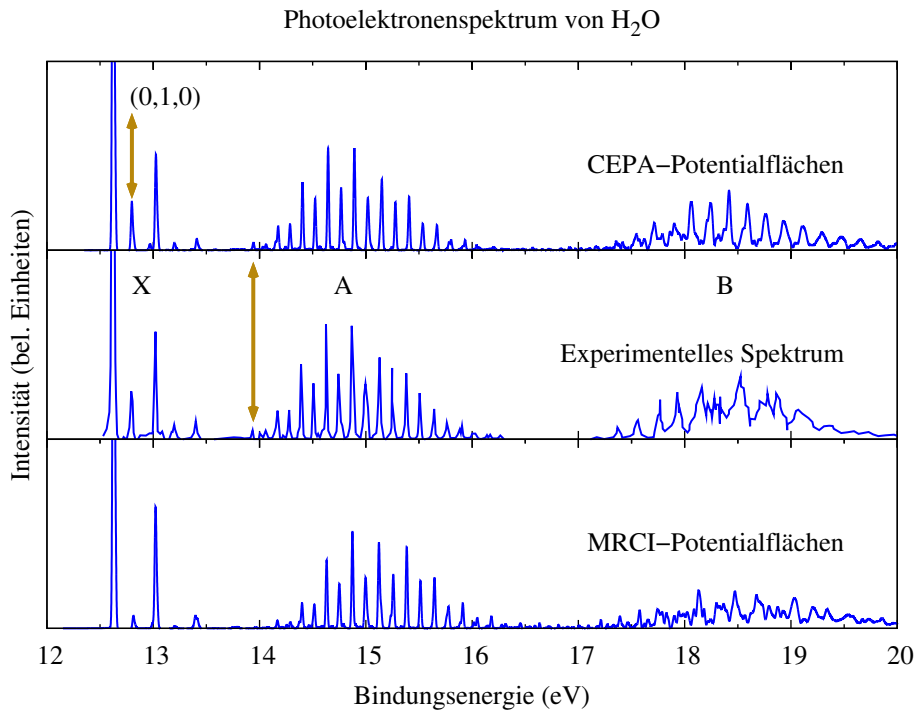 Photoelektronenspektrum von H₂O
(0,1,0)
CEPA−Potentialflächen
X
A
B
Experimentelles Spektrum
MRCI−Potentialflächen
Intensität (bel. Einheiten)
12 13 14 15 16 17 18 19 20
Bindungsenergie (eV)